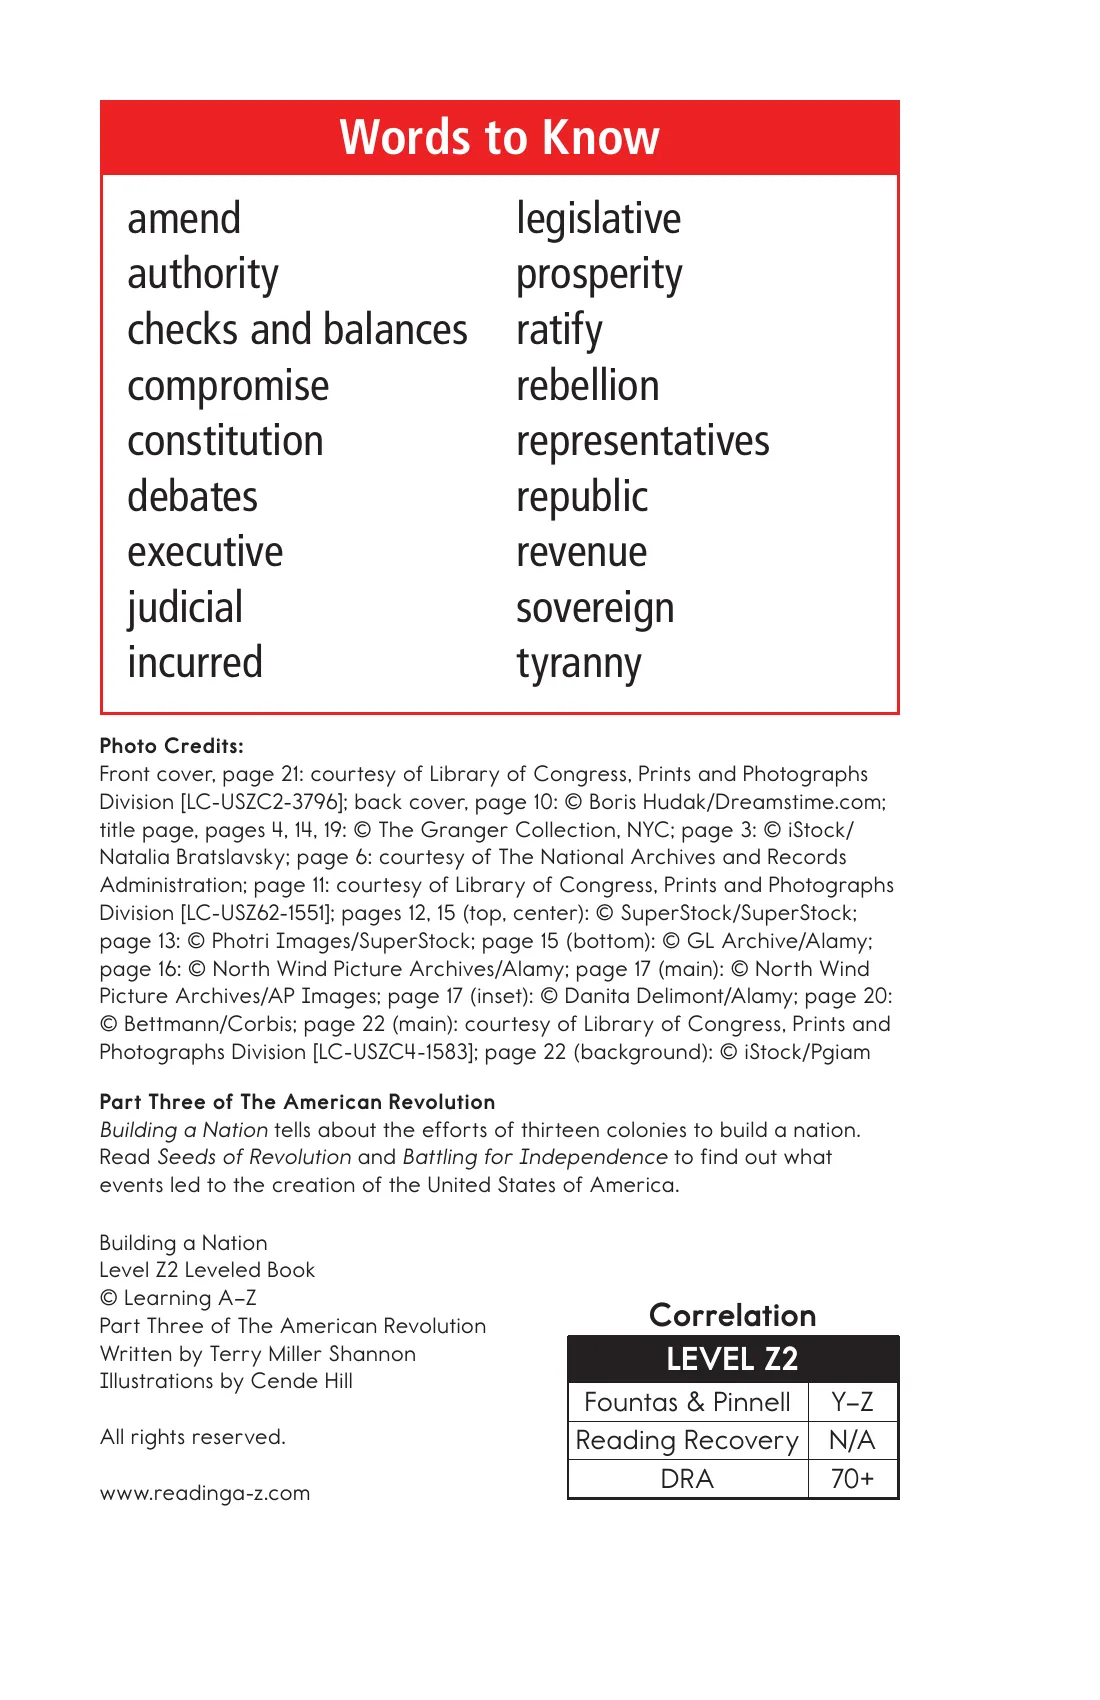 Words to Know
amend
authority
checks and balances
compromise
constitution
debates
executive
judicial
incurred
legislative
prosperity
ratify
rebellion
representatives
republic
revenue
sovereign
tyranny
Photo Credits:
Front cover, page 21: courtesy of Library of Congress, Prints and Photographs
Division [LC-USZC2-3796]; back cover, page 10: © Boris Hudak/Dreamstime.com;
title page, pages 4, 14, 19: © The Granger Collection, NYC; page 3: © iStock/
Natalia Bratslavsky; page 6: courtesy of The National Archives and Records
Administration; page 11: courtesy of Library of Congress, Prints and Photographs
Division [LC-USZ62-1551]; pages 12, 15 (top, center): © SuperStock/SuperStock;
page 13: © Photri Images/SuperStock; page 15 (bottom): © GL Archive/Alamy;
page 16: © North Wind Picture Archives/Alamy; page 17 (main): © North Wind
Picture Archives/AP Images; page 17 (inset): © Danita Delimont/Alamy; page 20:
© Bettmann/Corbis; page 22 (main): courtesy of Library of Congress, Prints and
Photographs Division [LC-USZC4-1583]; page 22 (background): © iStock/Pgiam
Part Three of The American Revolution
Building a Nation tells about the efforts of thirteen colonies to build a nation.
Read Seeds of Revolution and Battling for Independence to find out what
events led to the creation of the United States of America.
Building a Nation
Level Z2 Leveled Book
© Learning A–Z
Part Three of The American Revolution
Written by Terry Miller Shannon
Illustrations by Cende Hill
All rights reserved.
www.readinga-z.com
Correlation
LEVEL Z2
Fountas & Pinnell Y–Z
Reading Recovery N/A
DRA 70+